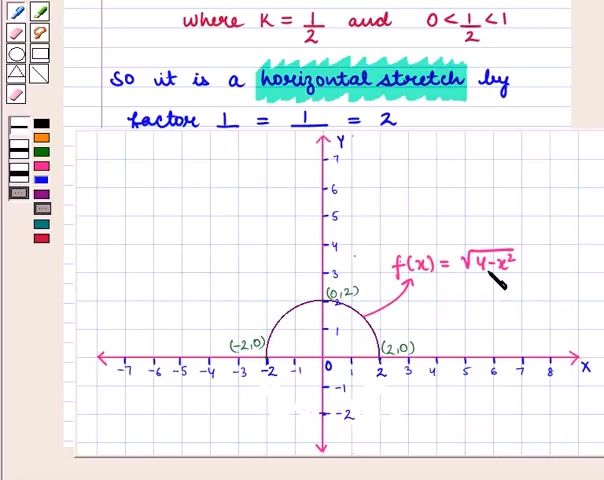 where K = 1/2 and 0 < 1/2 < 1
So it is a horizontal stretch by
factor 1 = 1 = 2
Y
7
6
5
4
3
f(x) = √4-x²
(0,2)
2
1
(-2,0) (2,0)
-7 -6 -5 -4 -3 -2 -1 0 1 2 3 4 5 6 7 8 X
-1
-2